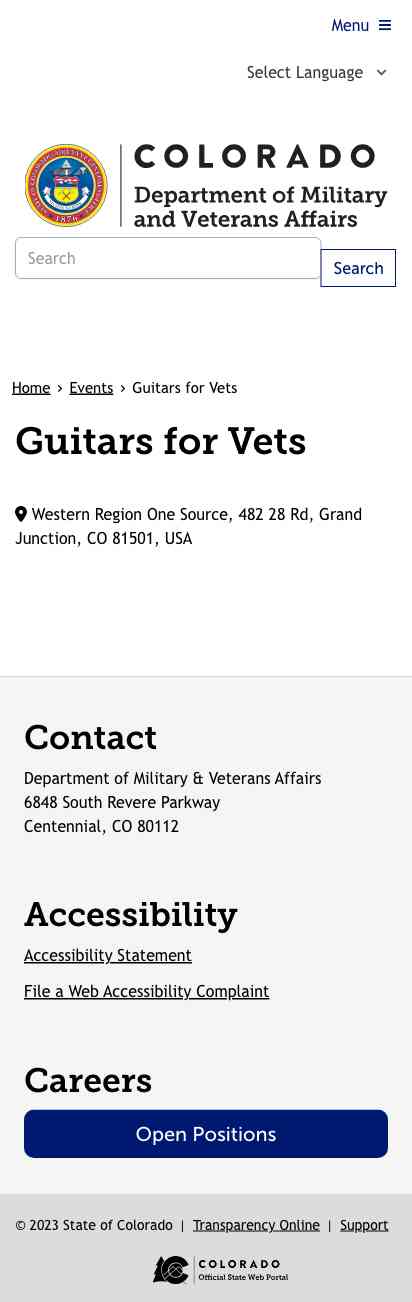 Menu
Select Language
COLORADO
Department of Military
and Veterans Affairs
1876
Search
Search
Home › Events › Guitars for Vets
Guitars for Vets
Western Region One Source, 482 28 Rd, Grand
Junction, CO 81501, USA
Contact
Department of Military & Veterans Affairs
6848 South Revere Parkway
Centennial, CO 80112
Accessibility
Accessibility Statement
File a Web Accessibility Complaint
Careers
Open Positions
© 2023 State of Colorado | Transparency Online | Support
COLORADO
Official State Web Portal